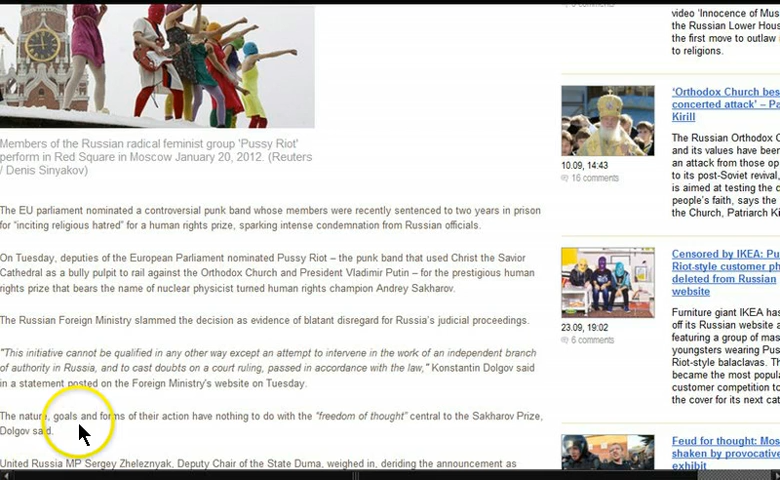 Members of the Russian radical feminist group 'Pussy Riot'
perform in Red Square in Moscow January 20, 2012. (Reuters
/ Denis Sinyakov)
The EU parliament nominated a controversial punk band whose members were recently sentenced to two years in prison
for "inciting religious hatred" for a human rights prize, sparking intense condemnation from Russian officials.
On Tuesday, deputies of the European Parliament nominated Pussy Riot – the punk band that used Christ the Savior
Cathedral as a bully pulpit to rail against the Orthodox Church and President Vladimir Putin – for the prestigious human
rights prize that bears the name of nuclear physicist turned human rights champion Andrey Sakharov.
The Russian Foreign Ministry slammed the decision as evidence of blatant disregard for Russia's judicial proceedings.
"This initiative cannot be qualified in any other way except an attempt to intervene in the work of an independent branch
of authority in Russia, and to cast doubts on a court ruling, passed in accordance with the law," Konstantin Dolgov said
in a statement posted on the Foreign Ministry's website on Tuesday.
The nature, goals and forms of their action have nothing to do with the "freedom of thought" central to the Sakharov Prize,
Dolgov said.
United Russia MP Sergey Zheleznyak, Deputy Chair of the State Duma, weighed in, deriding the announcement as
comments
video 'Innocence of Mus
the Russian Lower Hous
the first move to outlaw
to religions.
'Orthodox Church bes
concerted attack' – Pa
Kirill
10.09, 14:43
16 comments
The Russian Orthodox C
and its values have been
an attack from those op
to its post-Soviet revival,
is aimed at testing the d
people's faith, says the
the Church, Patriarch Ki
Censored by IKEA: Pu
Riot-style customer ph
deleted from Russian
website
23.09, 19:02
6 comments
Furniture giant IKEA has
off its Russian website a
featuring a group of mas
youngsters wearing Pus
Riot-style balaclavas. Th
became the most popula
customer competition to
the cover for its next cat
Feud for thought: Mos
shaken by provocative
exhibit